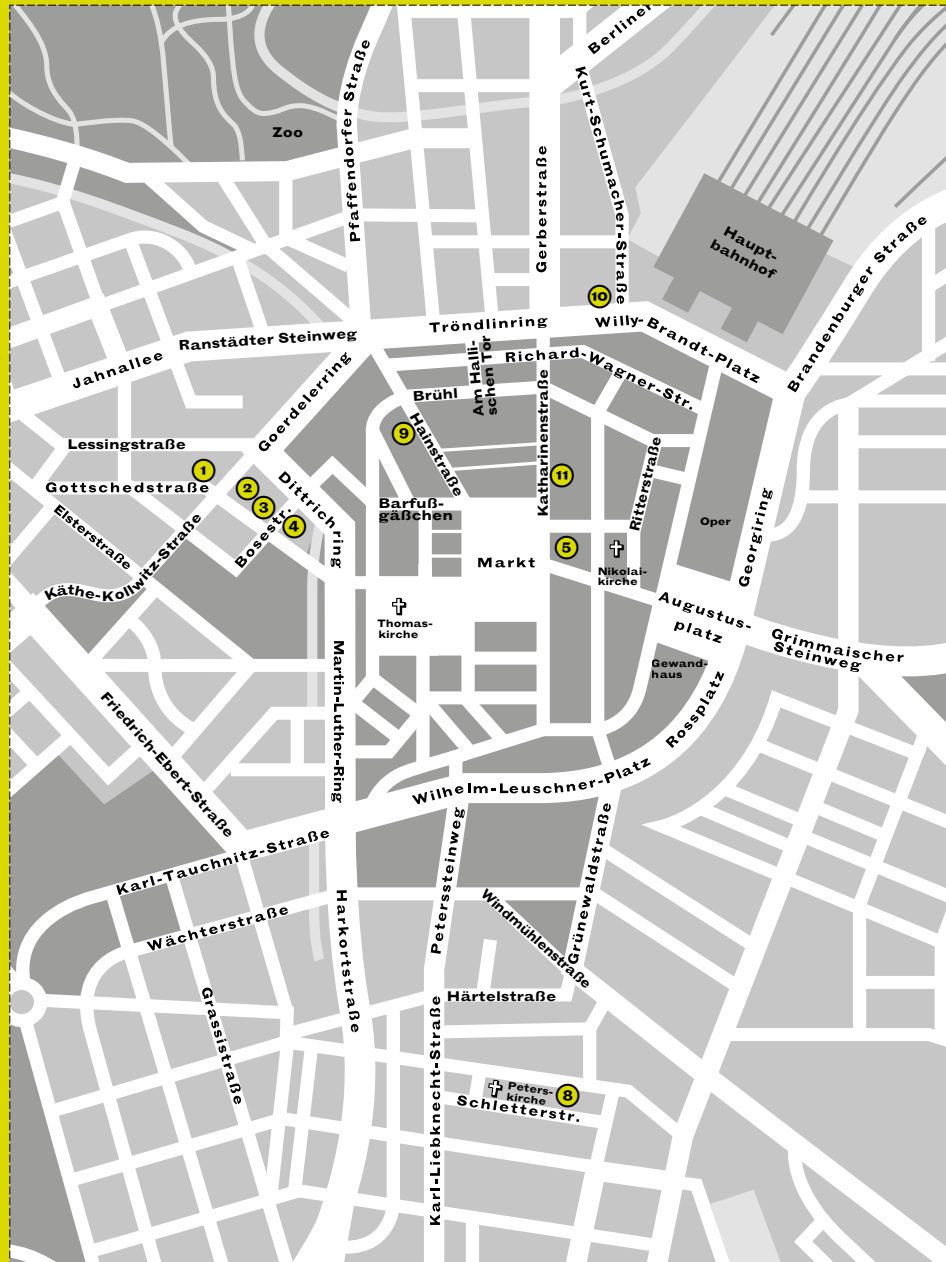 Berliner
Kurt-Schumacher-Straße
Pfaffendorfer Straße
Zoo
Gerberstraße
Haupt-
bahnhof
Brandenburger Straße
10
Tröndlinring
Willy-Brandt-Platz
Ranstädter Steinweg
Jahnallee
Richard-Wagner-Str.
Am Halli-
schen Tor
Goerdelerring
Brühl
Hainstraße
9
Katharinenstraße
11
Lessingstraße
1
Gottschedstraße
2
3
4
Dittrichring
Bosestr.
Elsterstraße
Käthe-Kollwitz-Straße
Barfuß-
gäßchen
Ritterstraße
Oper
Georgiring
Markt
5
Nikolai-
kirche
Thomas-
kirche
Augustus-
platz
Grimmaischer
Steinweg
Gewand-
haus
Rossplatz
Martin-Luther-Ring
Friedrich-Ebert-Straße
Wilhelm-Leuschner-Platz
Karl-Tauchnitz-Straße
Peterssteinweg
Grünewaldstraße
Windmühlenstraße
Wächterstraße
Harkortstraße
Härtelstraße
Grassistraße
Karl-Liebknecht-Straße
Peters-
kirche
8
Schletterstr.